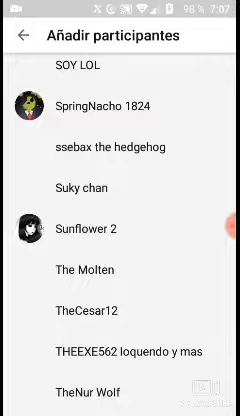 98 % 7:07
Añadir participantes
SOY LOL
SpringNacho 1824
ssebax the hedgehog
Suky chan
Sunflower 2
The Molten
TheCesar12
THEEXE562 loquendo y mas
TheNur Wolf